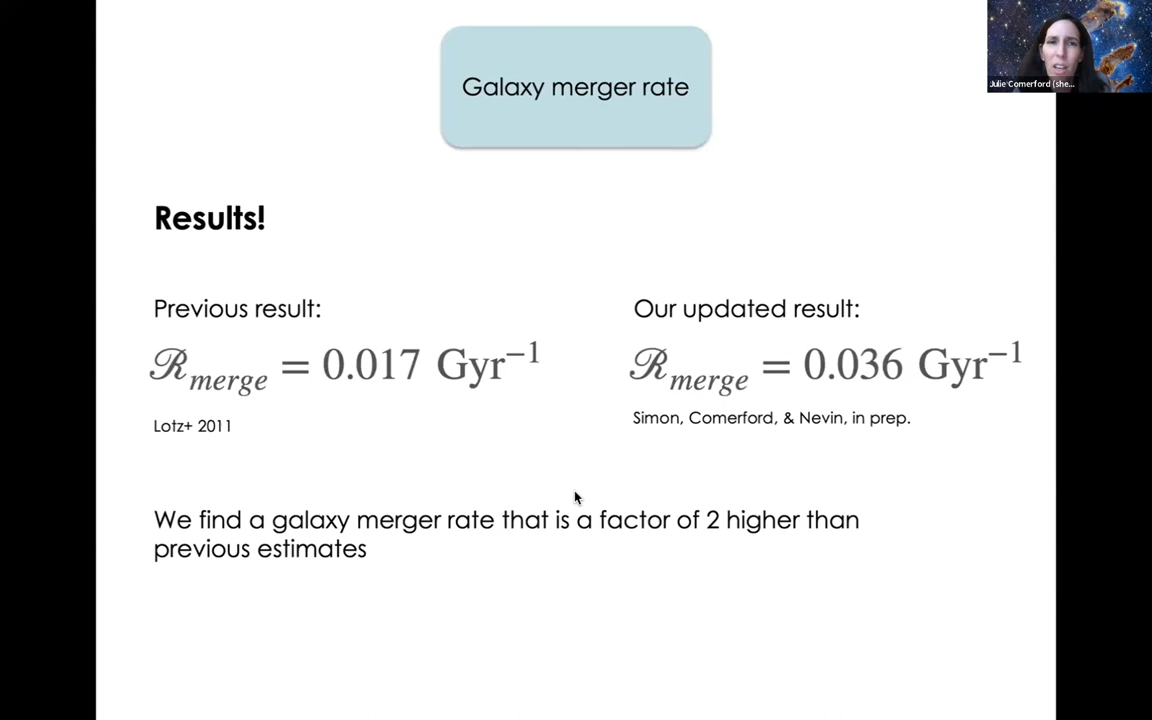 Galaxy merger rate
Julie Comerford (she...
Results!
Previous result:
ℛmerge = 0.017 Gyr⁻¹
Lotz+ 2011
Our updated result:
ℛmerge = 0.036 Gyr⁻¹
Simon, Comerford, & Nevin, in prep.
We find a galaxy merger rate that is a factor of 2 higher than
previous estimates